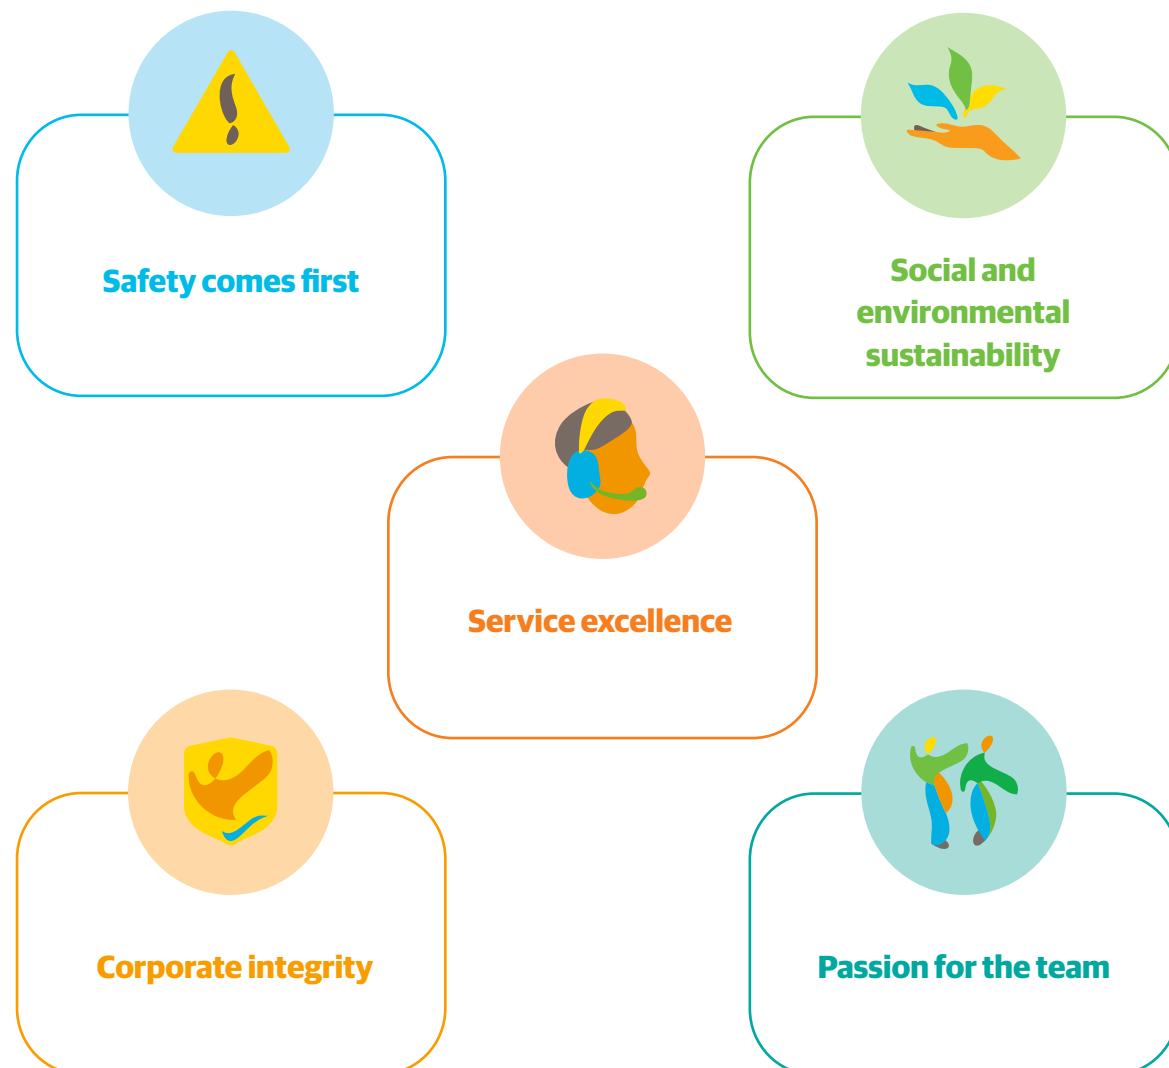 Safety comes first
Social and
environmental
sustainability
Service excellence
Corporate integrity
Passion for the team